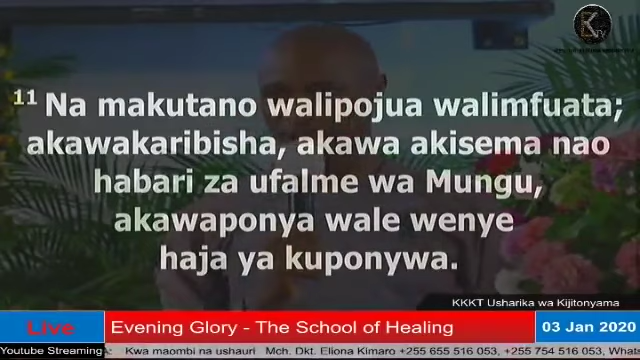 11 Na makutano walipojua walimfuata;
akawakaribisha, akawa akisema nao
habari za ufalme wa Mungu,
akawaponya wale wenye
haja ya kuponywa.
KKKT Usharika wa Kijitonyama
Live
Evening Glory - The School of Healing
03 Jan 2020
Youtube Streaming
Kwa maombi na ushauri Mch. Dkt. Eliona Kimaro +255 655 516 053, +255 754 516 053, What